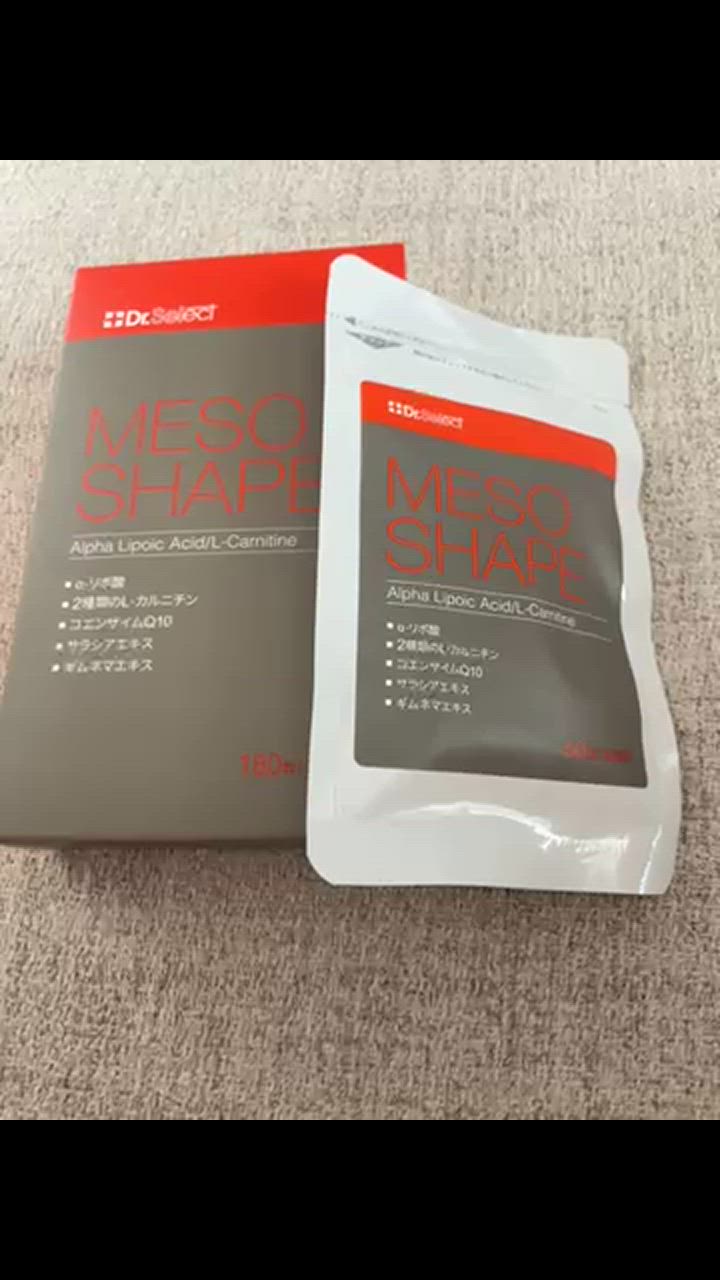 Dr.Select
MESO
SHAPE
Alpha Lipoic Acid/L-Carnitine
▪ α-リポ酸
▪ 2種類のL-カルニチン
▪ コエンザイムQ10
▪ サラシアエキス
▪ ギムネマエキス
180
Dr.Select
MESO
SHAPE
Alpha Lipoic Acid/L-Carnitine
▪ α-リポ酸
▪ 2種類のL-カルニチン
▪ コエンザイムQ10
▪ サラシアエキス
▪ ギムネマエキス